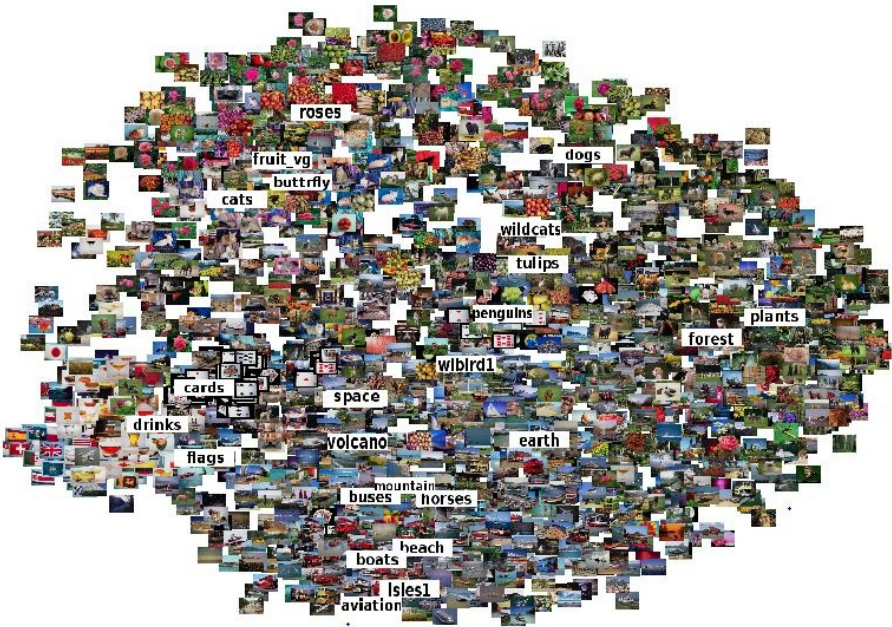 roses
fruit_vg
dogs
buttrfly
cats
wildcats
tulips
penguins
plants
forest
wlbird1
cards
space
drinks
volcano
earth
flags
mountain
buses
horses
beach
boats
Isles1
aviation